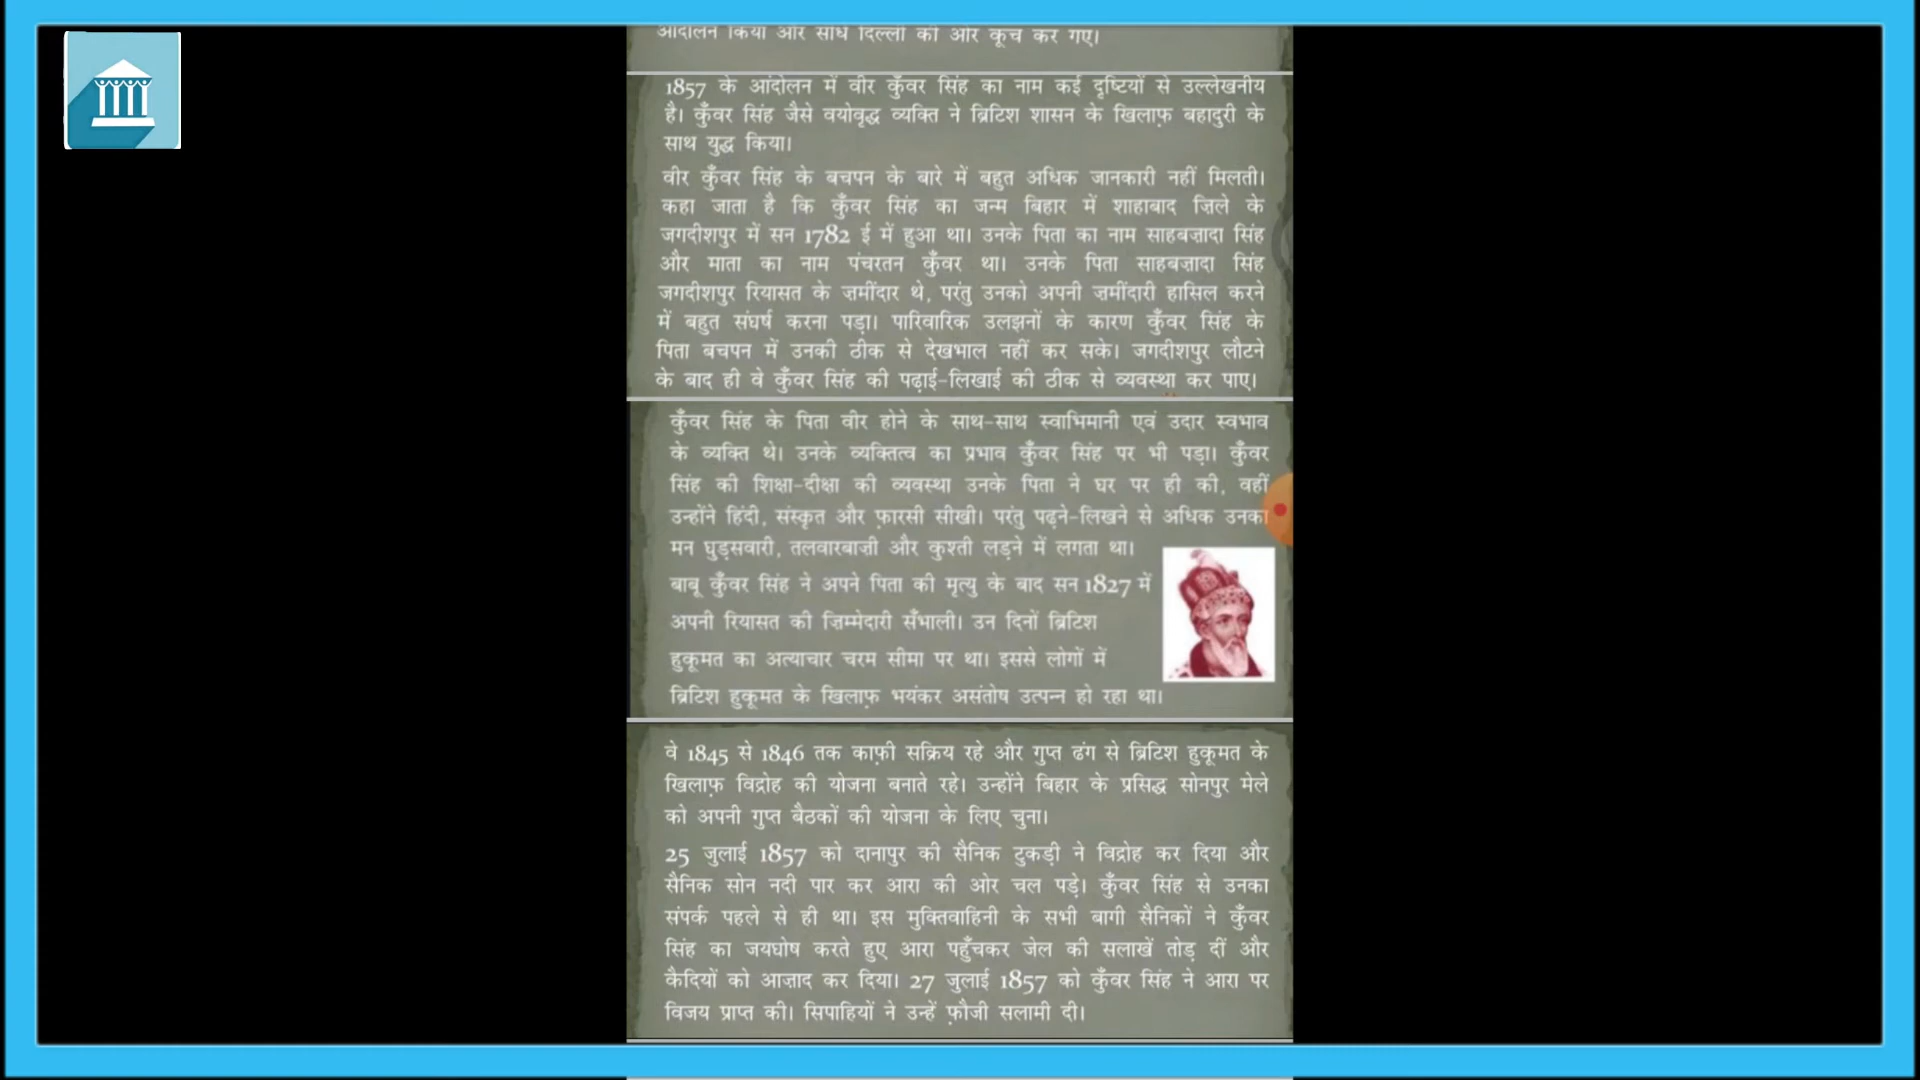 आंदोलन किया और सीधे दिल्ली की ओर कूच कर गए।
1857 के आंदोलन में वीर कुँवर सिंह का नाम कई दृष्टियों से उल्लेखनीय
है। कुँवर सिंह जैसे वयोवृद्ध व्यक्ति ने ब्रिटिश शासन के खिलाफ़ बहादुरी के
साथ युद्ध किया।
वीर कुँवर सिंह के बचपन के बारे में बहुत अधिक जानकारी नहीं मिलती।
कहा जाता है कि कुँवर सिंह का जन्म बिहार में शाहाबाद ज़िले के
जगदीशपुर में सन 1782 ई में हुआ था। उनके पिता का नाम साहबज़ादा सिंह
और माता का नाम पंचरतन कुँवर था। उनके पिता साहबज़ादा सिंह
जगदीशपुर रियासत के ज़मींदार थे, परंतु उनको अपनी ज़मींदारी हासिल करने
में बहुत संघर्ष करना पड़ा। पारिवारिक उलझनों के कारण कुँवर सिंह के
पिता बचपन में उनकी ठीक से देखभाल नहीं कर सके। जगदीशपुर लौटने
के बाद ही वे कुँवर सिंह की पढ़ाई-लिखाई की ठीक से व्यवस्था कर पाए।
कुँवर सिंह के पिता वीर होने के साथ-साथ स्वाभिमानी एवं उदार स्वभाव
के व्यक्ति थे। उनके व्यक्तित्व का प्रभाव कुँवर सिंह पर भी पड़ा। कुँवर
सिंह की शिक्षा-दीक्षा की व्यवस्था उनके पिता ने घर पर ही की, वहीं
उन्होंने हिंदी, संस्कृत और फ़ारसी सीखी। परंतु पढ़ने-लिखने से अधिक उनका
मन घुड़सवारी, तलवारबाज़ी और कुश्ती लड़ने में लगता था।
बाबू कुँवर सिंह ने अपने पिता की मृत्यु के बाद सन 1827 में
अपनी रियासत की ज़िम्मेदारी सँभाली। उन दिनों ब्रिटिश
हुकूमत का अत्याचार चरम सीमा पर था। इससे लोगों में
ब्रिटिश हुकूमत के खिलाफ़ भयंकर असंतोष उत्पन्न हो रहा था।
वे 1845 से 1846 तक काफ़ी सक्रिय रहे और गुप्त ढंग से ब्रिटिश हुकूमत के
खिलाफ़ विद्रोह की योजना बनाते रहे। उन्होंने बिहार के प्रसिद्ध सोनपुर मेले
को अपनी गुप्त बैठकों की योजना के लिए चुना।
25 जुलाई 1857 को दानापुर की सैनिक टुकड़ी ने विद्रोह कर दिया और
सैनिक सोन नदी पार कर आरा की ओर चल पड़े। कुँवर सिंह से उनका
संपर्क पहले से ही था। इस मुक्तिवाहिनी के सभी बागी सैनिकों ने कुँवर
सिंह का जयघोष करते हुए आरा पहुँचकर जेल की सलाखें तोड़ दीं और
कैदियों को आज़ाद कर दिया। 27 जुलाई 1857 को कुँवर सिंह ने आरा पर
विजय प्राप्त की। सिपाहियों ने उन्हें फ़ौजी सलामी दी।